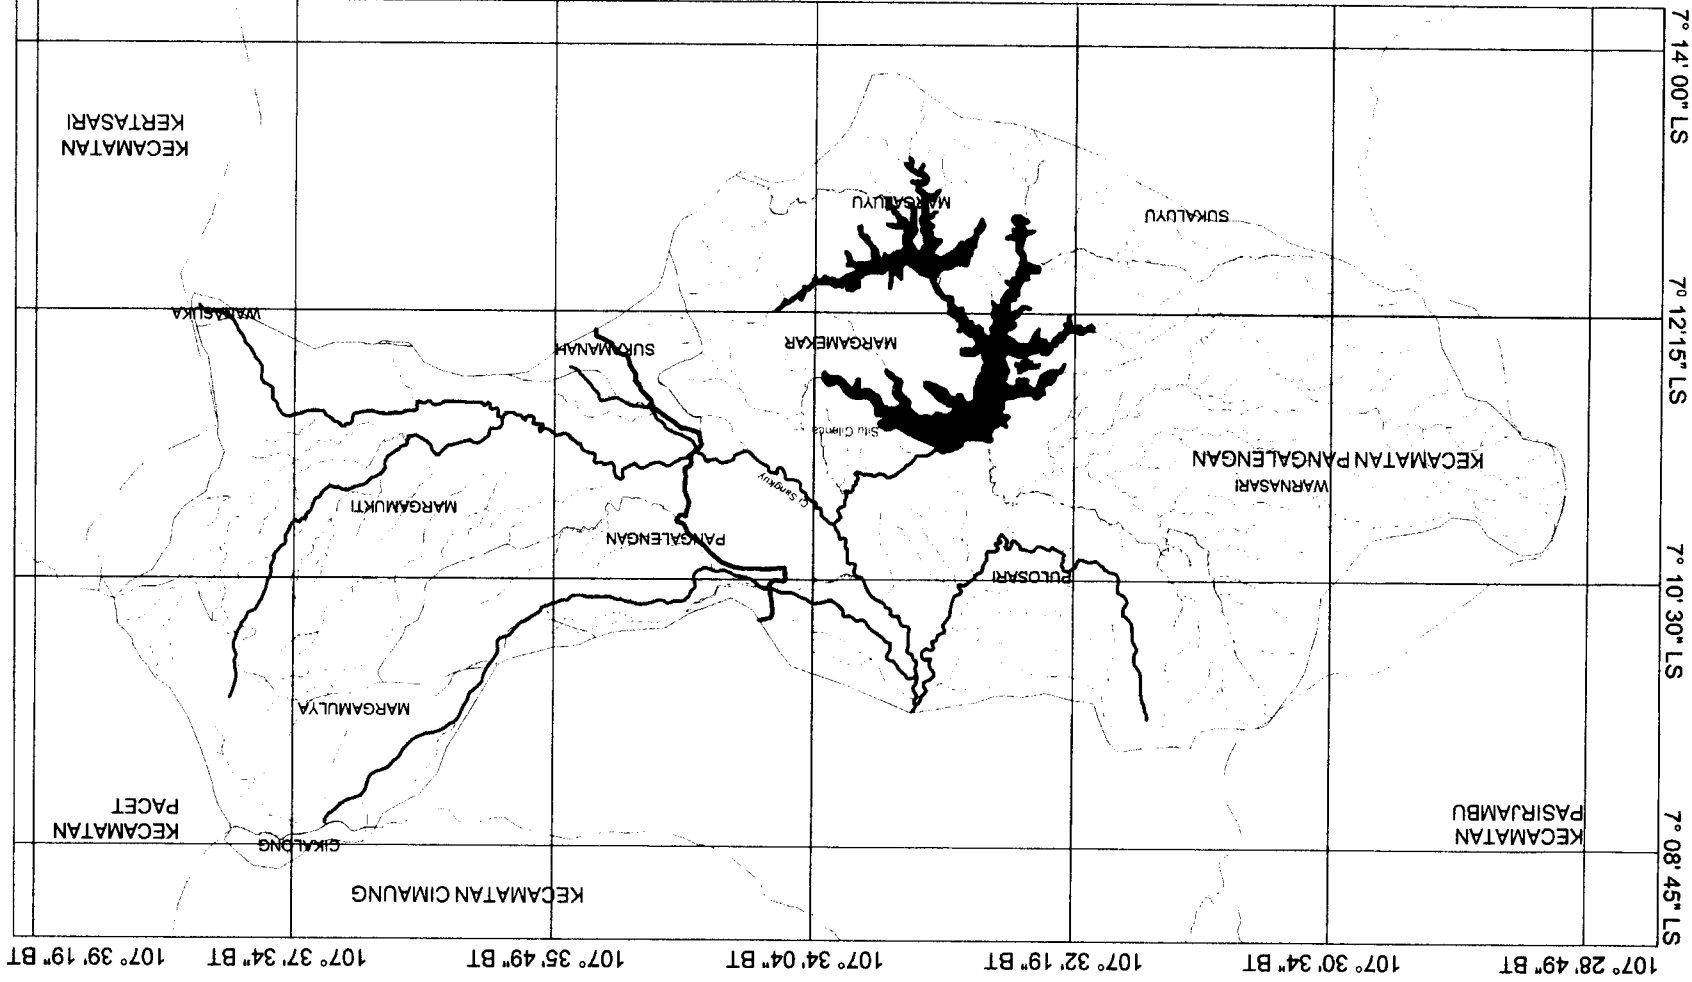 107° 28' 49" BT
107° 30' 34" BT
107° 32' 19" BT
107° 34' 04" BT
107° 35' 49" BT
107° 37' 34" BT
107° 39' 19" BT
7° 08' 45" LS
7° 10' 30" LS
7° 12' 15" LS
7° 14' 00" LS
KECAMATAN CIMAUNG
KECAMATAN
PASIRJAMBU
CIKALONG
KECAMATAN
PACET
MARGAMULYA
PULOSARI
PANGALENGAN
MARGAMUKTI
WARNASARI
KECAMATAN PANGALENGAN
Ci Sangkuy
Situ Cilenca
MARGAMEKAR
SUKAMANAH
WANASUKA
SUKALUYU
MARGALUYU
KECAMATAN
KERTASARI